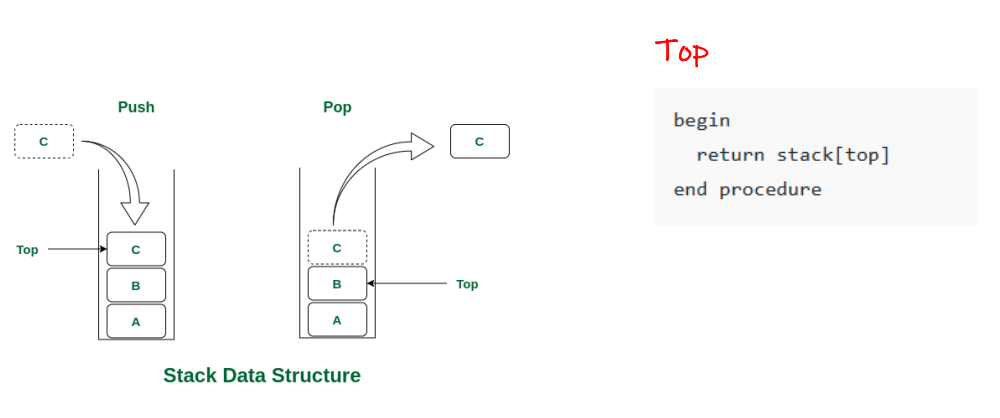 Push
Pop
C
C
C
B
A
Top
C
B
A
Top
Stack Data Structure
Top
begin
  return stack[top]
end procedure